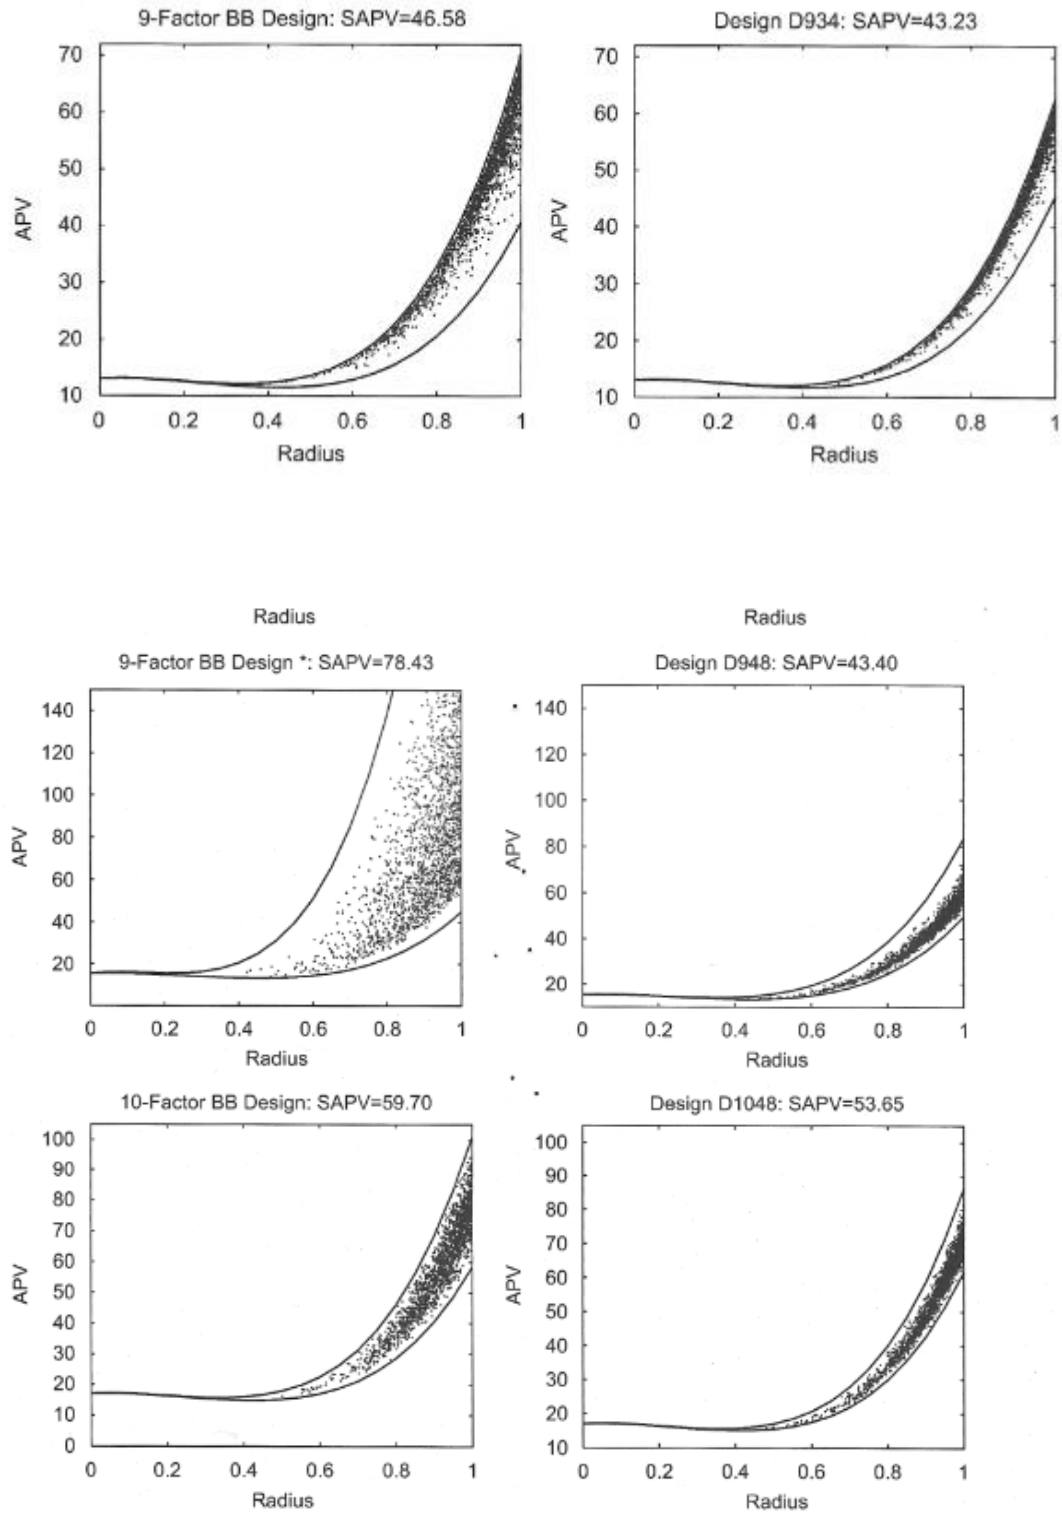 9-Factor BB Design: SAPV=46.58
70
60
50
40
30
20
10
APV
0 0.2 0.4 0.6 0.8 1
Radius
Design D934: SAPV=43.23
70
60
50
40
30
20
10
APV
0 0.2 0.4 0.6 0.8 1
Radius
Radius
Radius
9-Factor BB Design *: SAPV=78.43
140
120
100
80
60
40
20
APV
0 0.2 0.4 0.6 0.8 1
Radius
Design D948: SAPV=43.40
140
120
100
80
60
40
20
APV
0 0.2 0.4 0.6 0.8 1
Radius
10-Factor BB Design: SAPV=59.70
100
90
80
70
60
50
40
30
20
10
0
APV
0 0.2 0.4 0.6 0.8 1
Radius
Design D1048: SAPV=53.65
100
90
80
70
60
50
40
30
20
10
APV
0 0.2 0.4 0.6 0.8 1
Radius